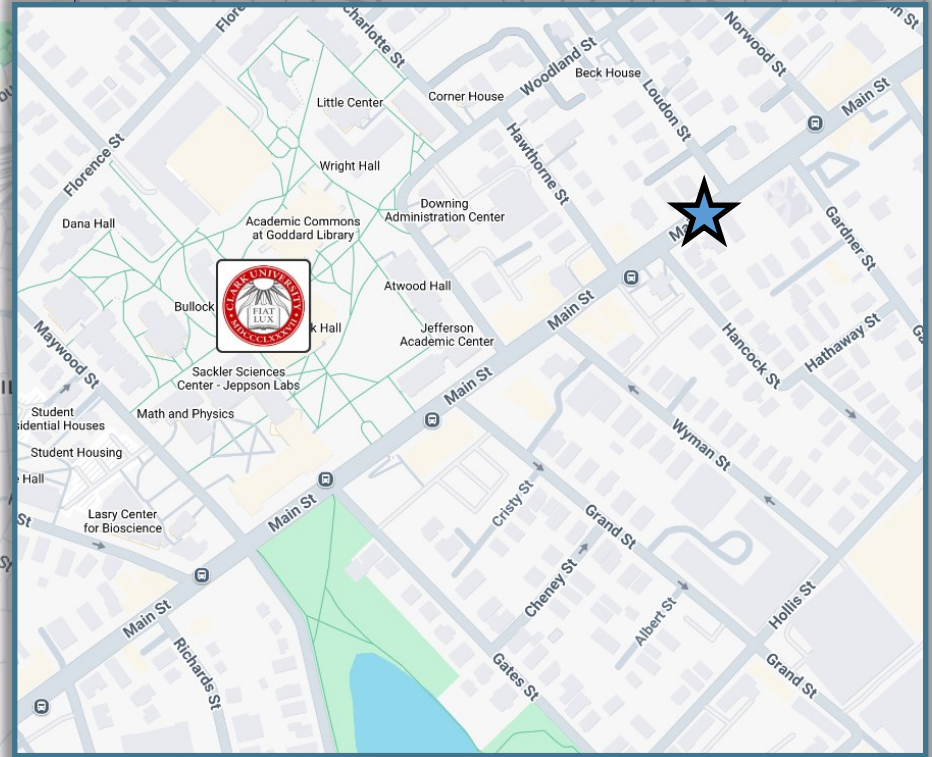 Charlotte St
Norwood St
Woodland St
Beck House
Loudon St
Main St
Little Center
Corner House
Florence St
Wright Hall
Hawthorne St
Dana Hall
Downing
Administration Center
Academic Commons
at Goddard Library
Gardner St
Atwood Hall
Bullock
CLARK UNIVERSITY
FIAT
LUX
MDCCCLXXXVII
k Hall
Main St
Jefferson
Academic Center
Hancock St
Hathaway St
Maywood St
Sackler Sciences
Center - Jeppson Labs
Main St
Student
sidential Houses
Math and Physics
Student Housing
Wyman St
e Hall
Lasry Center
for Bioscience
St
Main St
Cristy St
Grand St
Cheney St
Hollis St
Main St
Albert St
Richards St
Gates St
Grand St